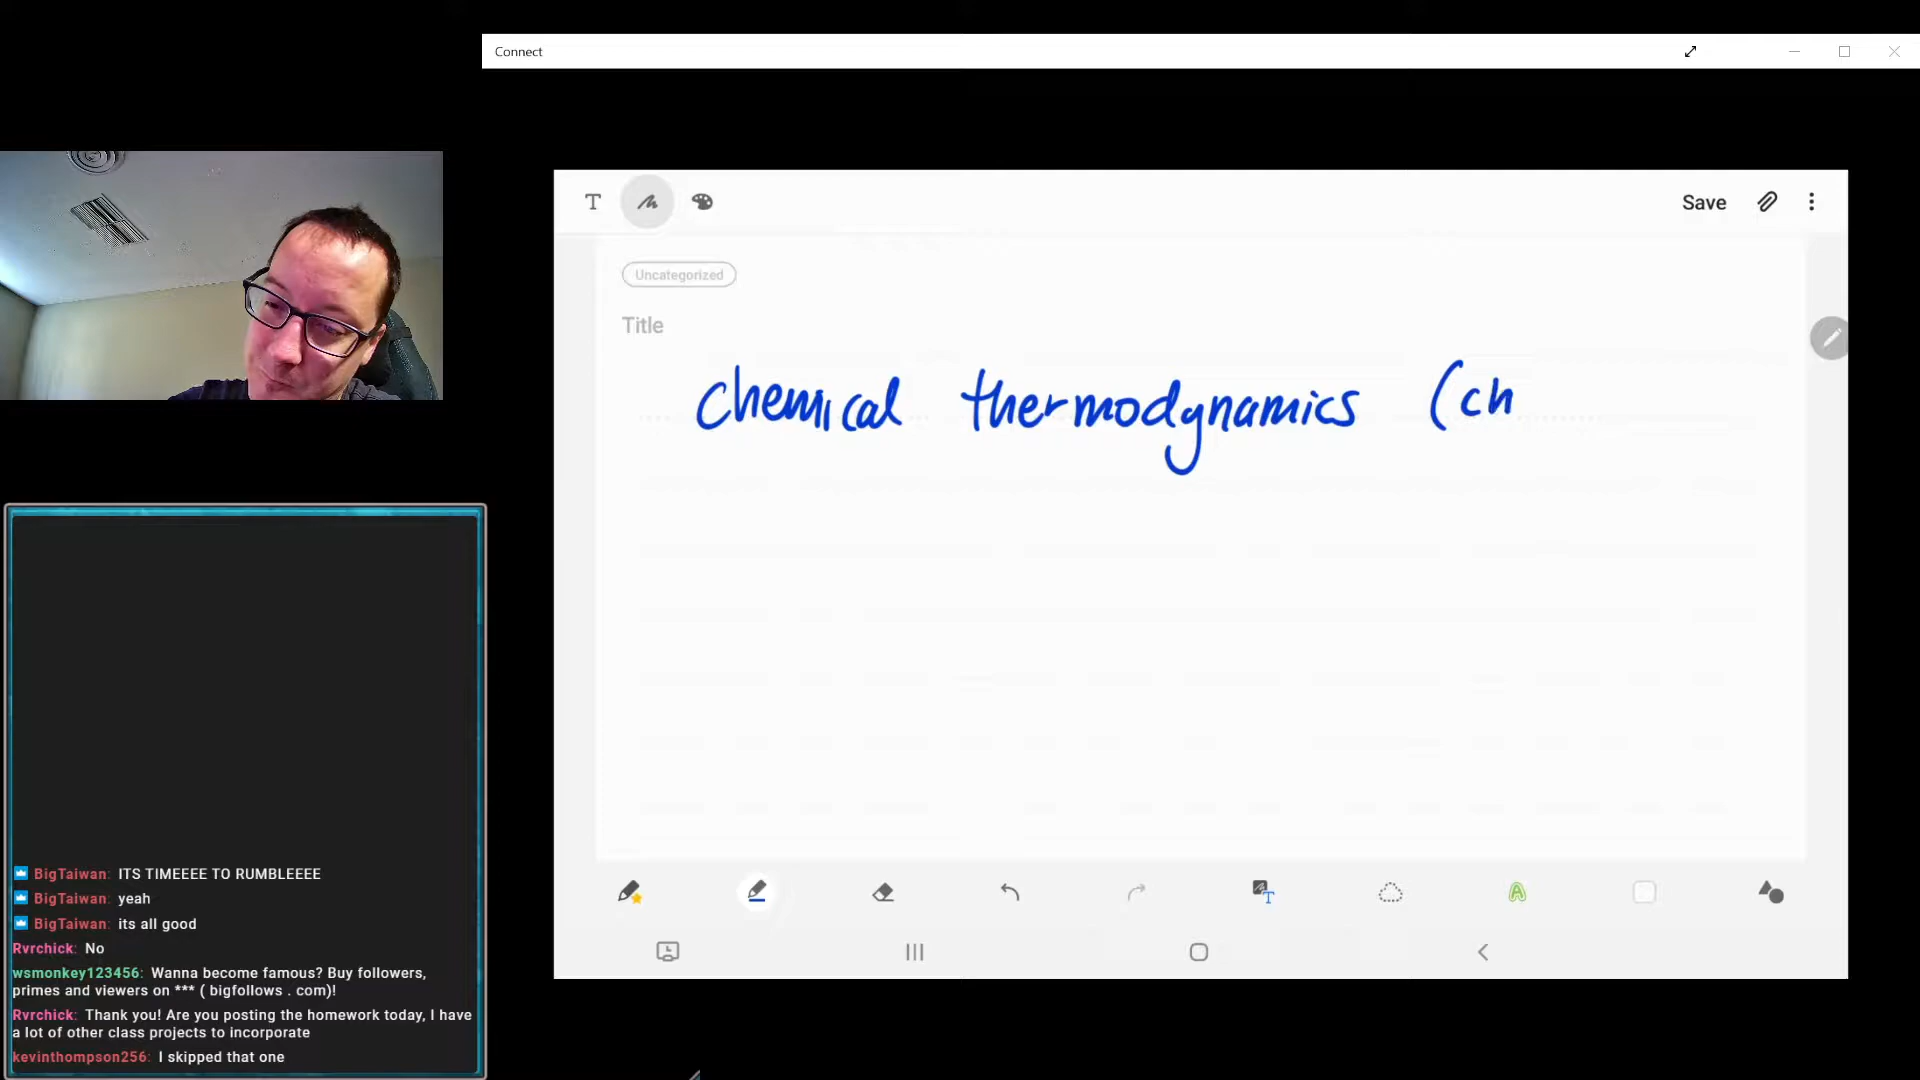 Connect
Save
Uncategorized
Title
Chemical thermodynamics (ch
BigTaiwan: ITS TIMEEEE TO RUMBLEEEE
BigTaiwan: yeah
BigTaiwan: its all good
Rvrchick: No
wsmonkey123456: Wanna become famous? Buy followers,
primes and viewers on *** ( bigfollows . com)!
Rvrchick: Thank you! Are you posting the homework today, I have
a lot of other class projects to incorporate
kevinthompson256: I skipped that one